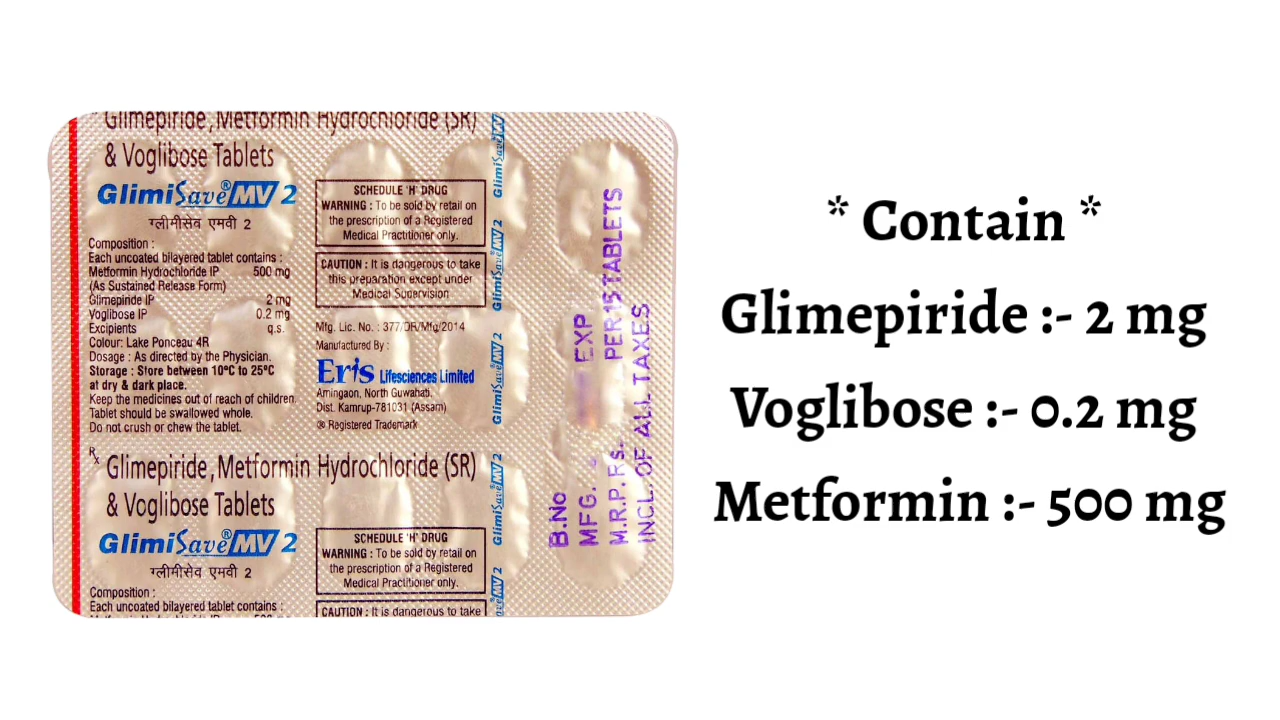 Glimepiride, Metformin Hydrochloride (SR)
& Voglibose Tablets
GlimiSave® MV 2
ग्लीमीसेव एमवी 2
Composition :
Each uncoated bilayered tablet contains :
Metformin Hydrochloride IP 500 mg
(As Sustained Release Form)
Glimepiride IP 2 mg
Voglibose IP 0.2 mg
Excipients q.s.
Colour: Lake Ponceau 4R
Dosage : As directed by the Physician.
Storage : Store between 10°C to 25°C
at dry & dark place.
Keep the medicines out of reach of children.
Tablet should be swallowed whole.
Do not crush or chew the tablet.
SCHEDULE 'H' DRUG
WARNING : To be sold by retail on
the prescription of a Registered
Medical Practitioner only.
CAUTION : It is dangerous to take
this preparation except under
Medical Supervision
Mfg. Lic. No. : 377/DR/Mfg/2014
Manufactured By :
Eris Lifesciences Limited
Amingaon, North Guwahati.
Dist. Kamrup-781031 (Assam)
® Registered Trademark
GlimiSave MV 2
GlimiSave MV 2
GlimiSave MV 2
GlimiSave MV 2
MV 2
B.No
MFG. EXP
M.R.P. Rs. PER 15 TABLETS
INCL. OF ALL TAXES
Rx Glimepiride, Metformin Hydrochloride (SR)
& Voglibose Tablets
GlimiSave® MV 2
ग्लीमीसेव एमवी 2
Composition :
Each uncoated bilayered tablet contains :
SCHEDULE 'H' DRUG
WARNING : To be sold by retail on
the prescription of a Registered
Medical Practitioner only.
CAUTION : It is dangerous to take
* Contain *
Glimepiride :- 2 mg
Voglibose :- 0.2 mg
Metformin :- 500 mg